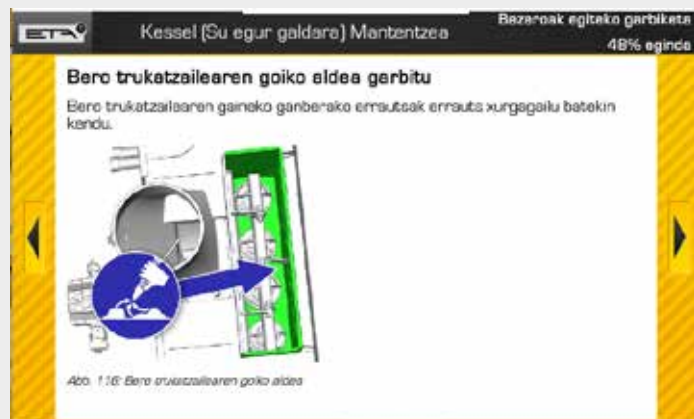 ETA
Kessel (Su egur galdara) Mantentzea
Bezeroak egiteko garbiketa
48% eginda
Bero trukatzailearen goiko aldea garbitu
Bero trukatzailearen gaineko ganberako errautsak errauts xurgagailu batekin
kendu.
Abb. 116: Bero trukatzailearen goiko aldea